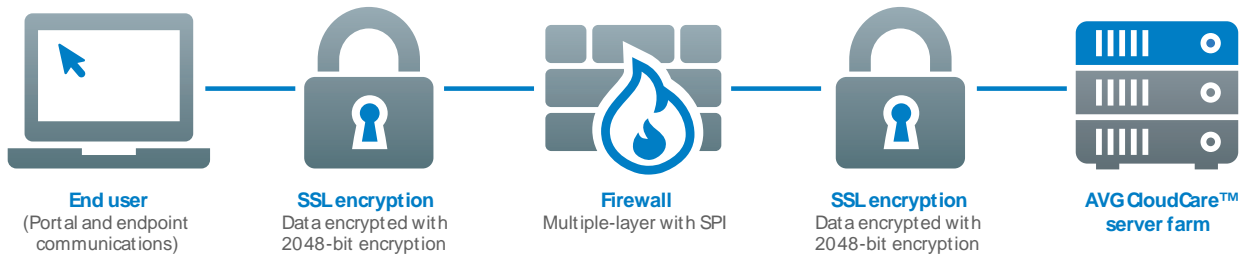 End user
(Portal and endpoint
communications)
SSL encryption
Data encrypted with
2048-bit encryption
Firewall
Multiple-layer with SPI
SSL encryption
Data encrypted with
2048-bit encryption
AVG CloudCare™
server farm